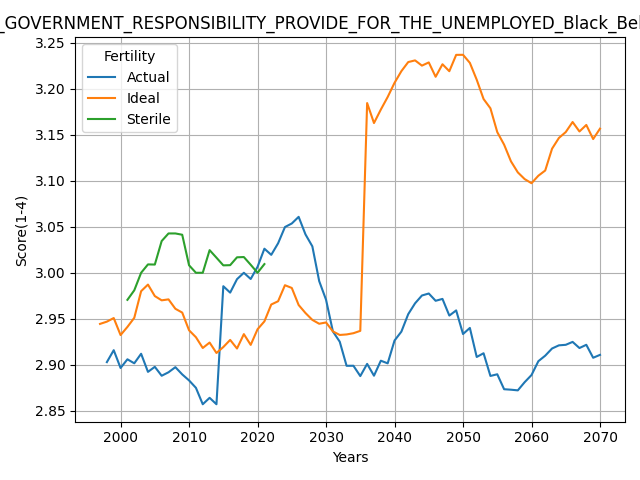 _GOVERNMENT_RESPONSIBILITY_PROVIDE_FOR_THE_UNEMPLOYED_Black_Bel
Fertility
Actual
Ideal
Sterile
Score(1-4)
3.25
3.20
3.15
3.10
3.05
3.00
2.95
2.90
2.85
2000 2010 2020 2030 2040 2050 2060 2070
Years